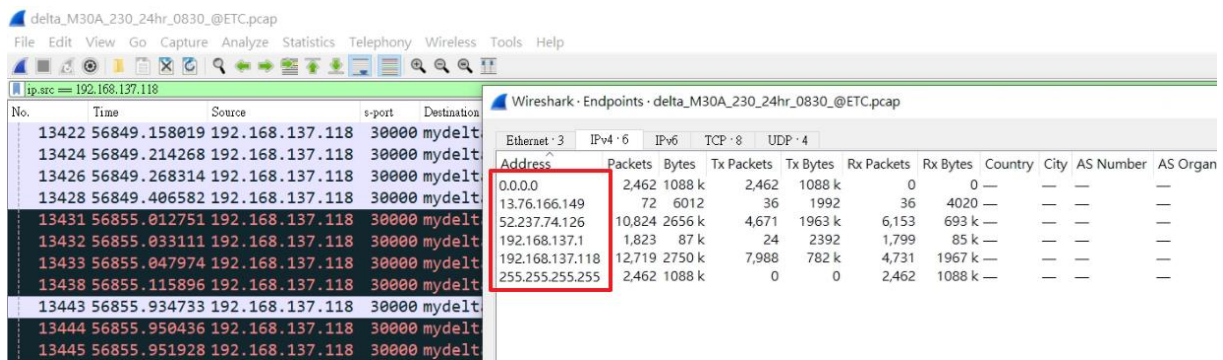 delta_M30A_230_24hr_0830_@ETC.pcap
File Edit View Go Capture Analyze Statistics Telephony Wireless Tools Help
ip.src == 192.168.137.118
No. Time Source s-port Destination
13422 56849.158019 192.168.137.118 30000 mydelt
13424 56849.214268 192.168.137.118 30000 mydelt
13426 56849.268314 192.168.137.118 30000 mydelt
13428 56849.406582 192.168.137.118 30000 mydelt
13431 56855.012751 192.168.137.118 30000 mydelt
13432 56855.033111 192.168.137.118 30000 mydelt
13433 56855.047974 192.168.137.118 30000 mydelt
13438 56855.115896 192.168.137.118 30000 mydelt
13443 56855.934733 192.168.137.118 30000 mydelt
13444 56855.950436 192.168.137.118 30000 mydelt
13445 56855.951928 192.168.137.118 30000 mydelt
Wireshark · Endpoints · delta_M30A_230_24hr_0830_@ETC.pcap
Ethernet · 3 IPv4 · 6 IPv6 TCP · 8 UDP · 4
Address Packets Bytes Tx Packets Tx Bytes Rx Packets Rx Bytes Country City AS Number AS Organ
0.0.0.0 2,462 1088 k 2,462 1088 k 0 0 — — — —
13.76.166.149 72 6012 36 1992 36 4020 — — — —
52.237.74.126 10,824 2656 k 4,671 1963 k 6,153 693 k — — — —
192.168.137.1 1,823 87 k 24 2392 1,799 85 k — — — —
192.168.137.118 12,719 2750 k 7,988 782 k 4,731 1967 k — — — —
255.255.255.255 2,462 1088 k 0 0 2,462 1088 k — — — —